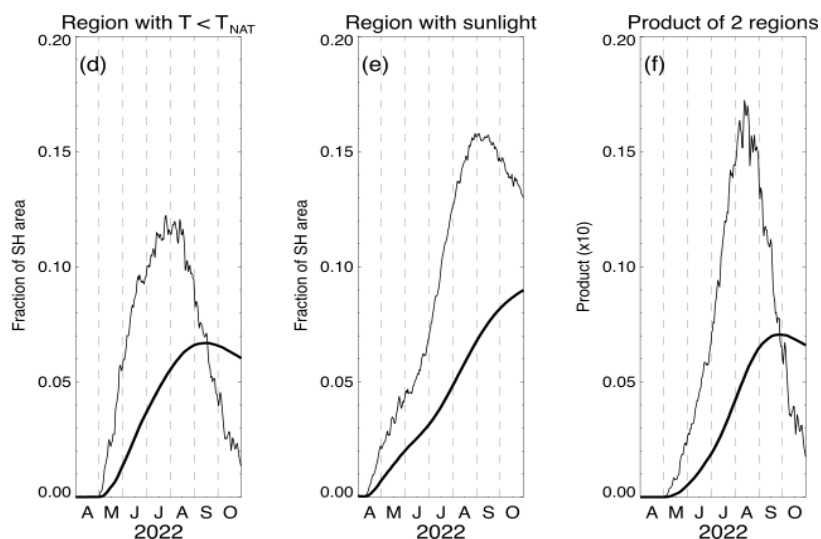 Region with T < T_NAT
Region with sunlight
Product of 2 regions
(d)
0.20
0.15
0.10
0.05
0.00
Fraction of SH area
A M J J A S O
2022
(e)
0.20
0.15
0.10
0.05
0.00
Fraction of SH area
A M J J A S O
2022
(f)
0.20
0.15
0.10
0.05
0.00
Product (x10)
A M J J A S O
2022